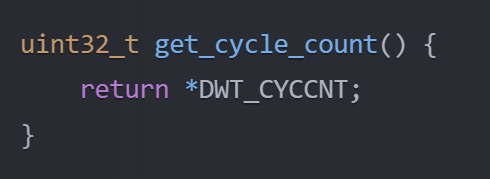 uint32_t get_cycle_count() {
    return *DWT_CYCCNT;
}